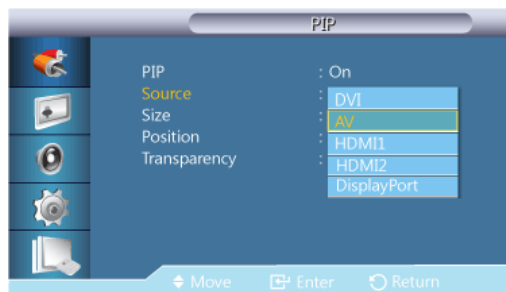 PIP
PIP : On
Source : DVI
Size : AV
Position : HDMI1
Transparency : HDMI2
DisplayPort
Move Enter Return